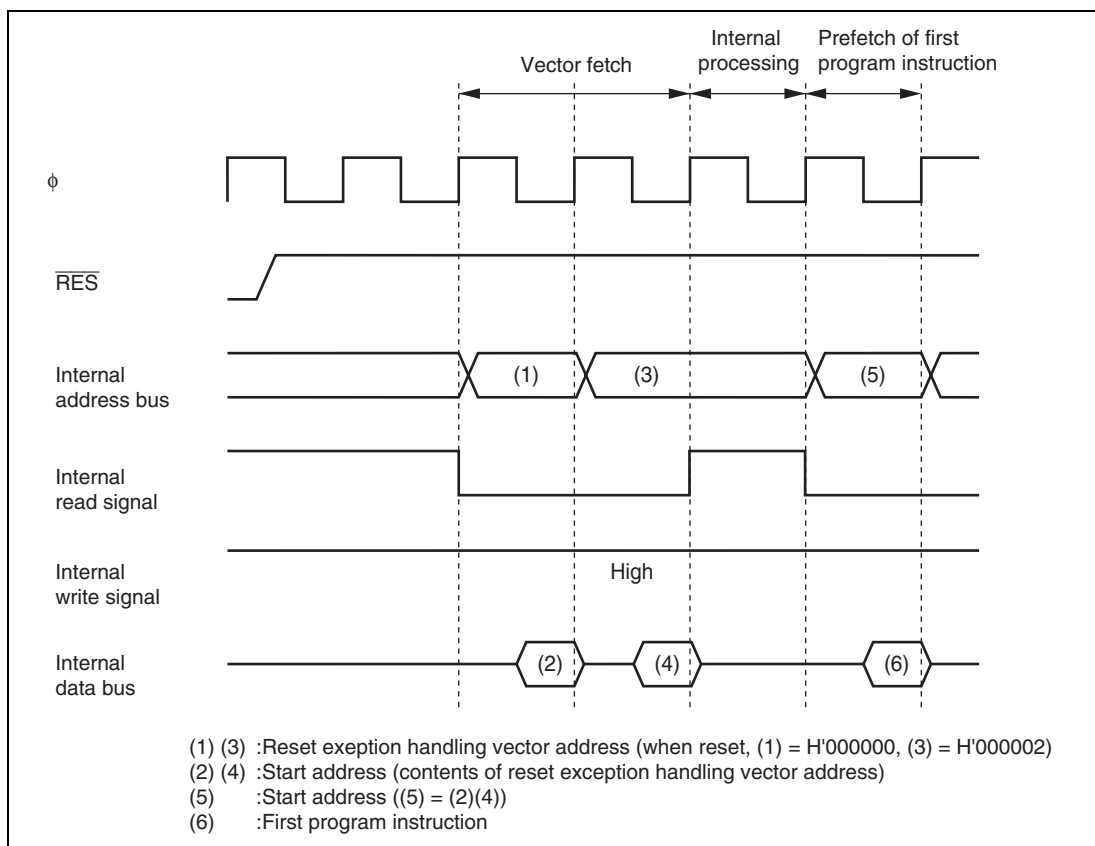 Vector fetch
Internal
processing
Prefetch of first
program instruction
ϕ
RES
Internal
address bus
(1)
(3)
(5)
Internal
read signal
Internal
write signal
High
Internal
data bus
(2)
(4)
(6)
(1) (3) :Reset exeption handling vector address (when reset, (1) = H'000000, (3) = H'000002)
(2) (4) :Start address (contents of reset exception handling vector address)
(5) :Start address ((5) = (2)(4))
(6) :First program instruction